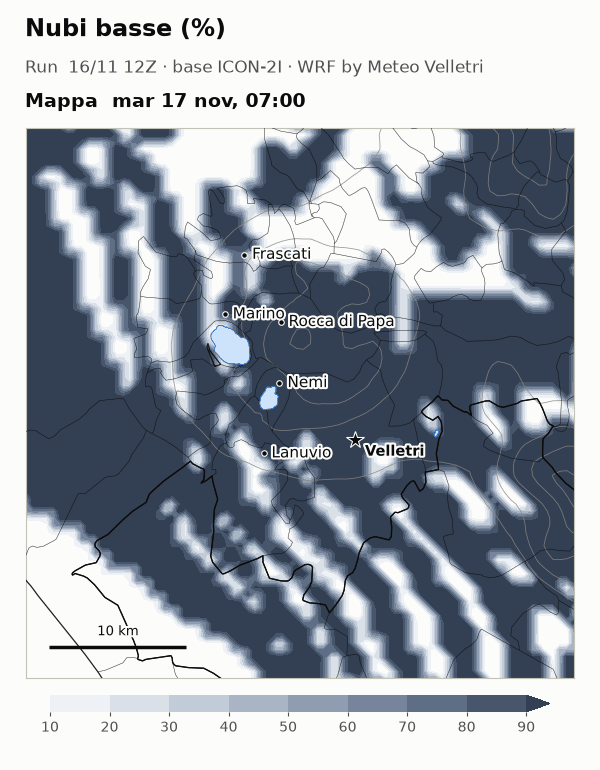 Nubi basse (%)
Run  16/11 12Z · base ICON-2I · WRF by Meteo Velletri
Mappa  mar 17 nov, 07:00
Frascati
Marino
Rocca di Papa
Nemi
Velletri
Lanuvio
10 km
10 20 30 40 50 60 70 80 90